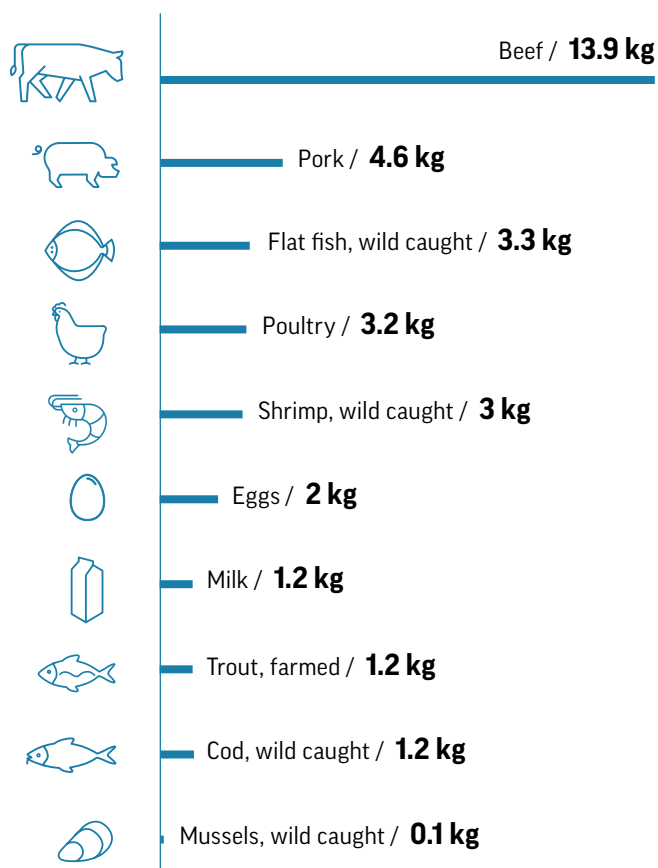 Beef / 13.9 kg
Pork / 4.6 kg
Flat fish, wild caught / 3.3 kg
Poultry / 3.2 kg
Shrimp, wild caught / 3 kg
Eggs / 2 kg
Milk / 1.2 kg
Trout, farmed / 1.2 kg
Cod, wild caught / 1.2 kg
Mussels, wild caught / 0.1 kg